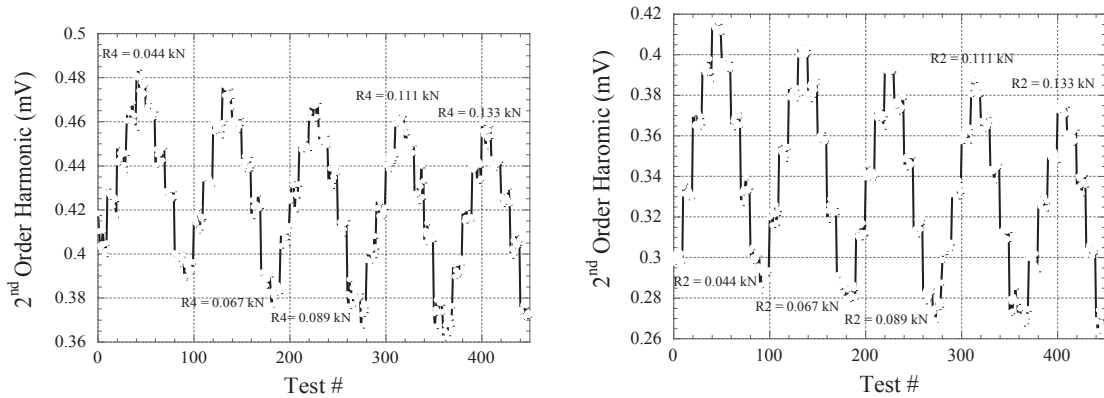 0.5
0.48
0.46
0.44
0.42
0.4
0.38
0.36
0 100 200 300 400
Test #
2nd Order Harmonic (mV)
R4 = 0.044 kN
R4 = 0.111 kN
R4 = 0.133 kN
R4 = 0.067 kN
R4= 0.089 kN
0.42
0.4
0.38
0.36
0.34
0.32
0.3
0.28
0.26
0 100 200 300 400
Test #
2nd Order Haromic (mV)
R2 = 0.111 kN
R2 = 0.133 kN
R2 = 0.044 kN
R2 = 0.067 kN
R2 = 0.089 kN